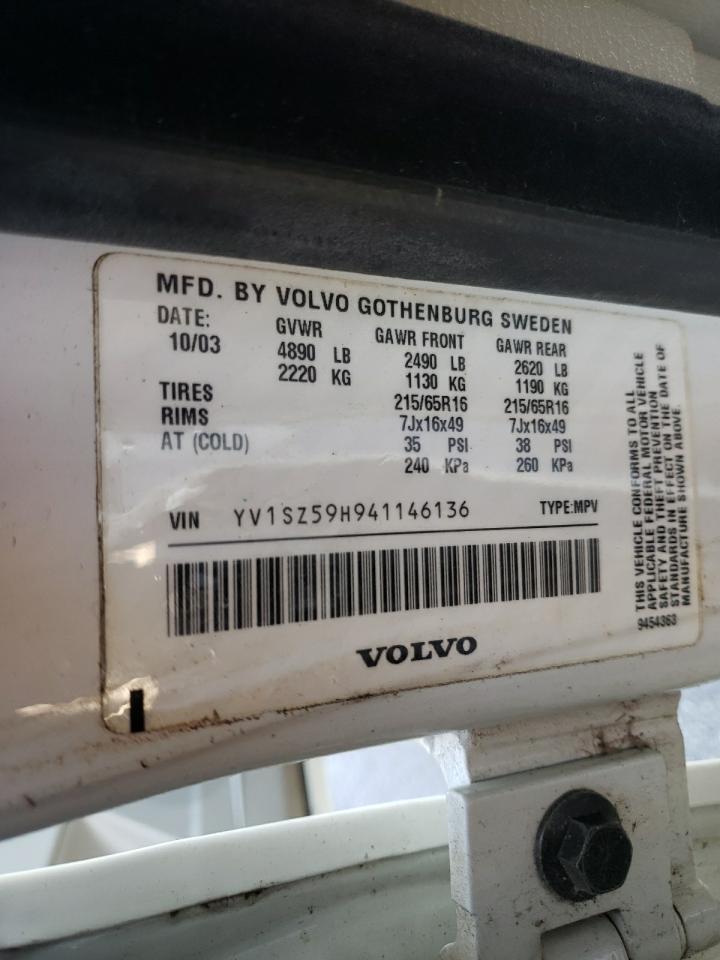 MFD. BY VOLVO GOTHENBURG SWEDEN
DATE: GVWR GAWR FRONT GAWR REAR
10/03 4890 LB 2490 LB 2620 LB
2220 KG 1130 KG 1190 KG
TIRES 215/65R16 215/65R16
RIMS 7Jx16x49 7Jx16x49
AT (COLD) 35 PSI 38 PSI
240 KPa 260 KPa
VIN YV1SZ59H941146136 TYPE:MPV
VOLVO
THIS VEHICLE CONFORMS TO ALL
APPLICABLE FEDERAL MOTOR VEHICLE
SAFETY AND THEFT PREVENTION
STANDARDS IN EFFECT ON THE DATE OF
MANUFACTURE SHOWN ABOVE.
9454363